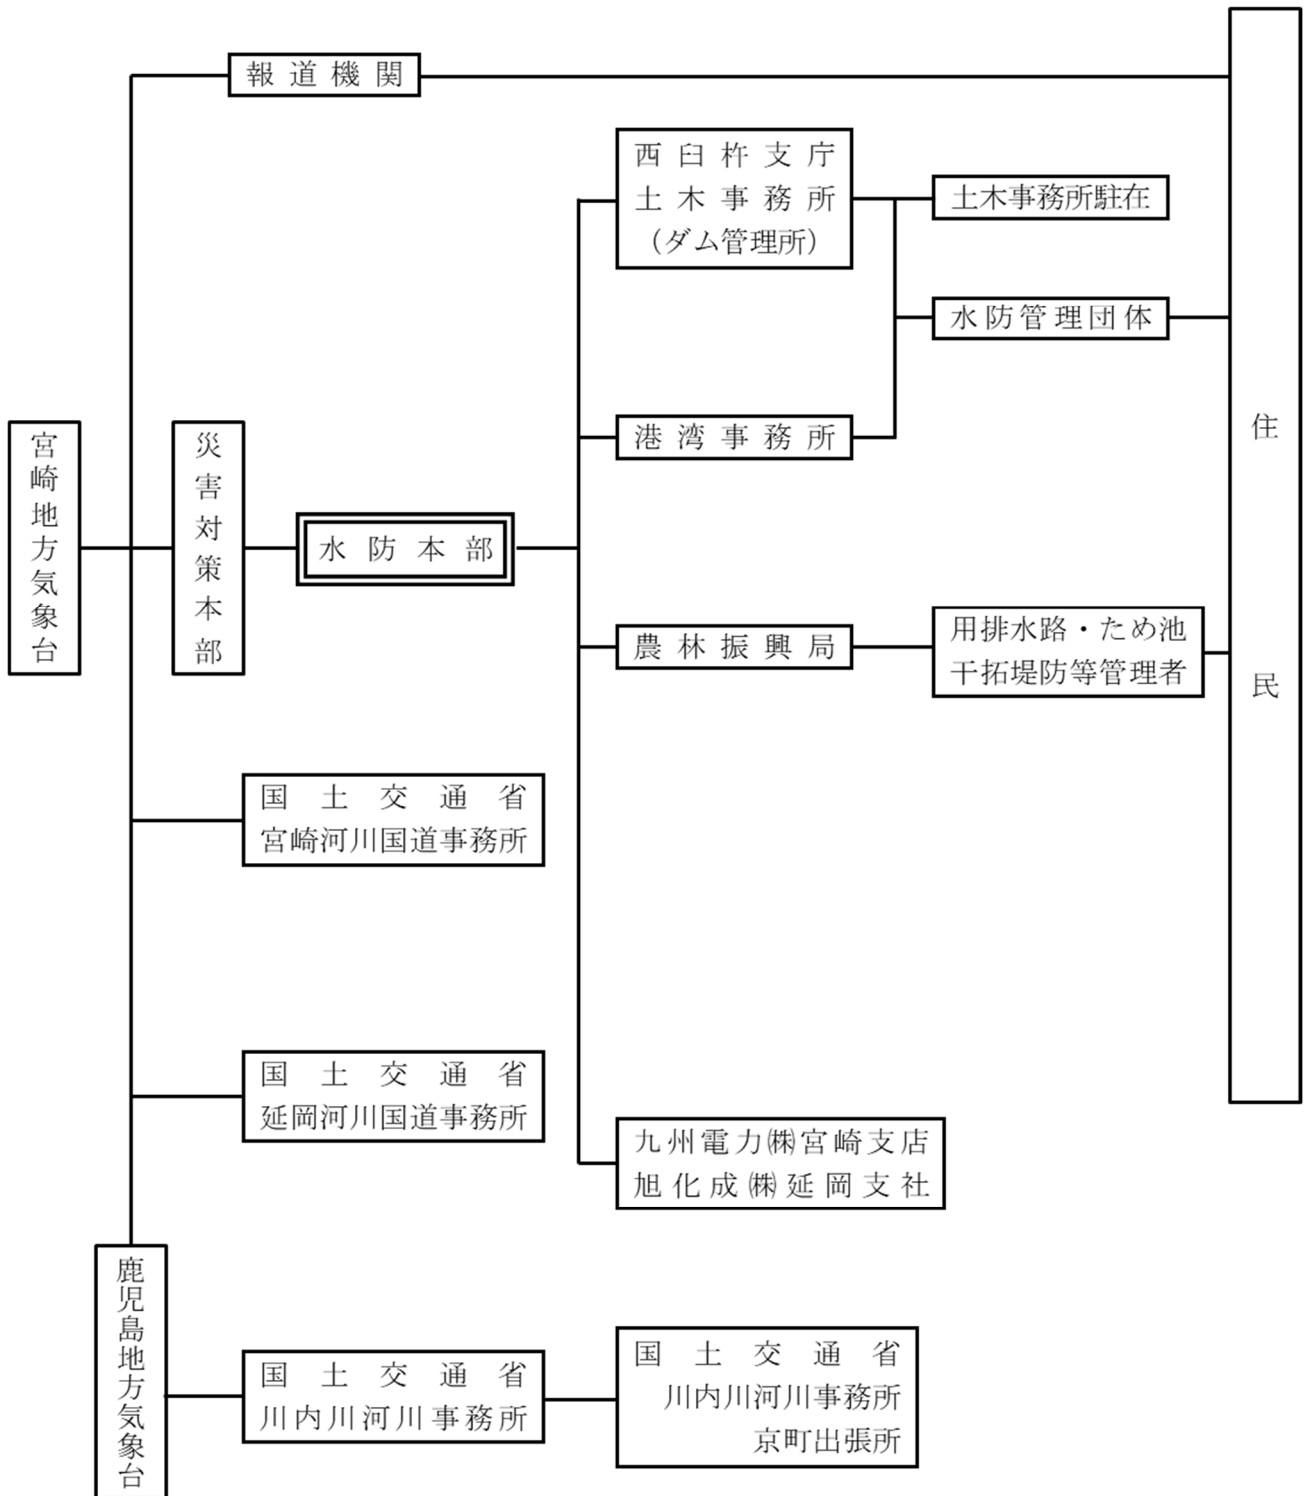 報道機関
西臼杵支庁
土木事務所
（ダム管理所）
土木事務所駐在
水防管理団体
港湾事務所
住民
宮崎地方気象台
災害対策本部
水防本部
農林振興局
用排水路・ため池
干拓堤防等管理者
国土交通省
宮崎河川国道事務所
国土交通省
延岡河川国道事務所
九州電力㈱宮崎支店
旭化成㈱延岡支社
鹿児島地方気象台
国土交通省
川内川河川事務所
国土交通省
川内川河川事務所
京町出張所